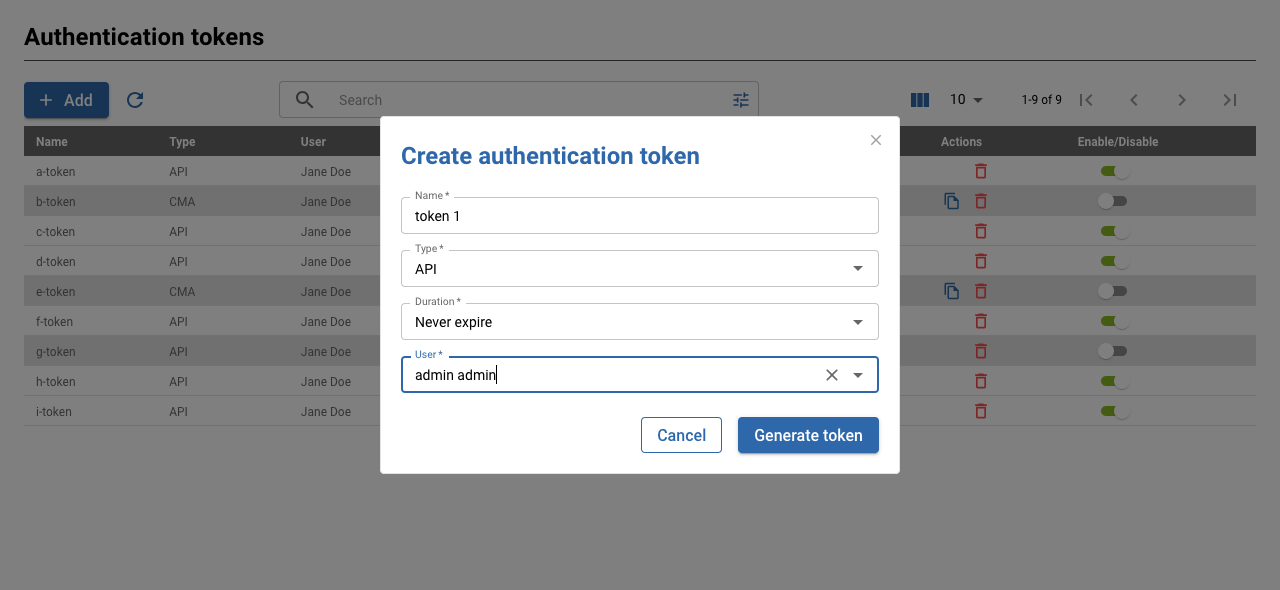 Authentication tokens
Add
Search
10
1-9 of 9
Name Type User Actions Enable/Disable
a-token API Jane Doe
b-token CMA Jane Doe
c-token API Jane Doe
d-token API Jane Doe
e-token CMA Jane Doe
f-token API Jane Doe
g-token API Jane Doe
h-token API Jane Doe
i-token API Jane Doe
Create authentication token
Name *
token 1
Type *
API
Duration *
Never expire
User *
admin admin
Cancel
Generate token